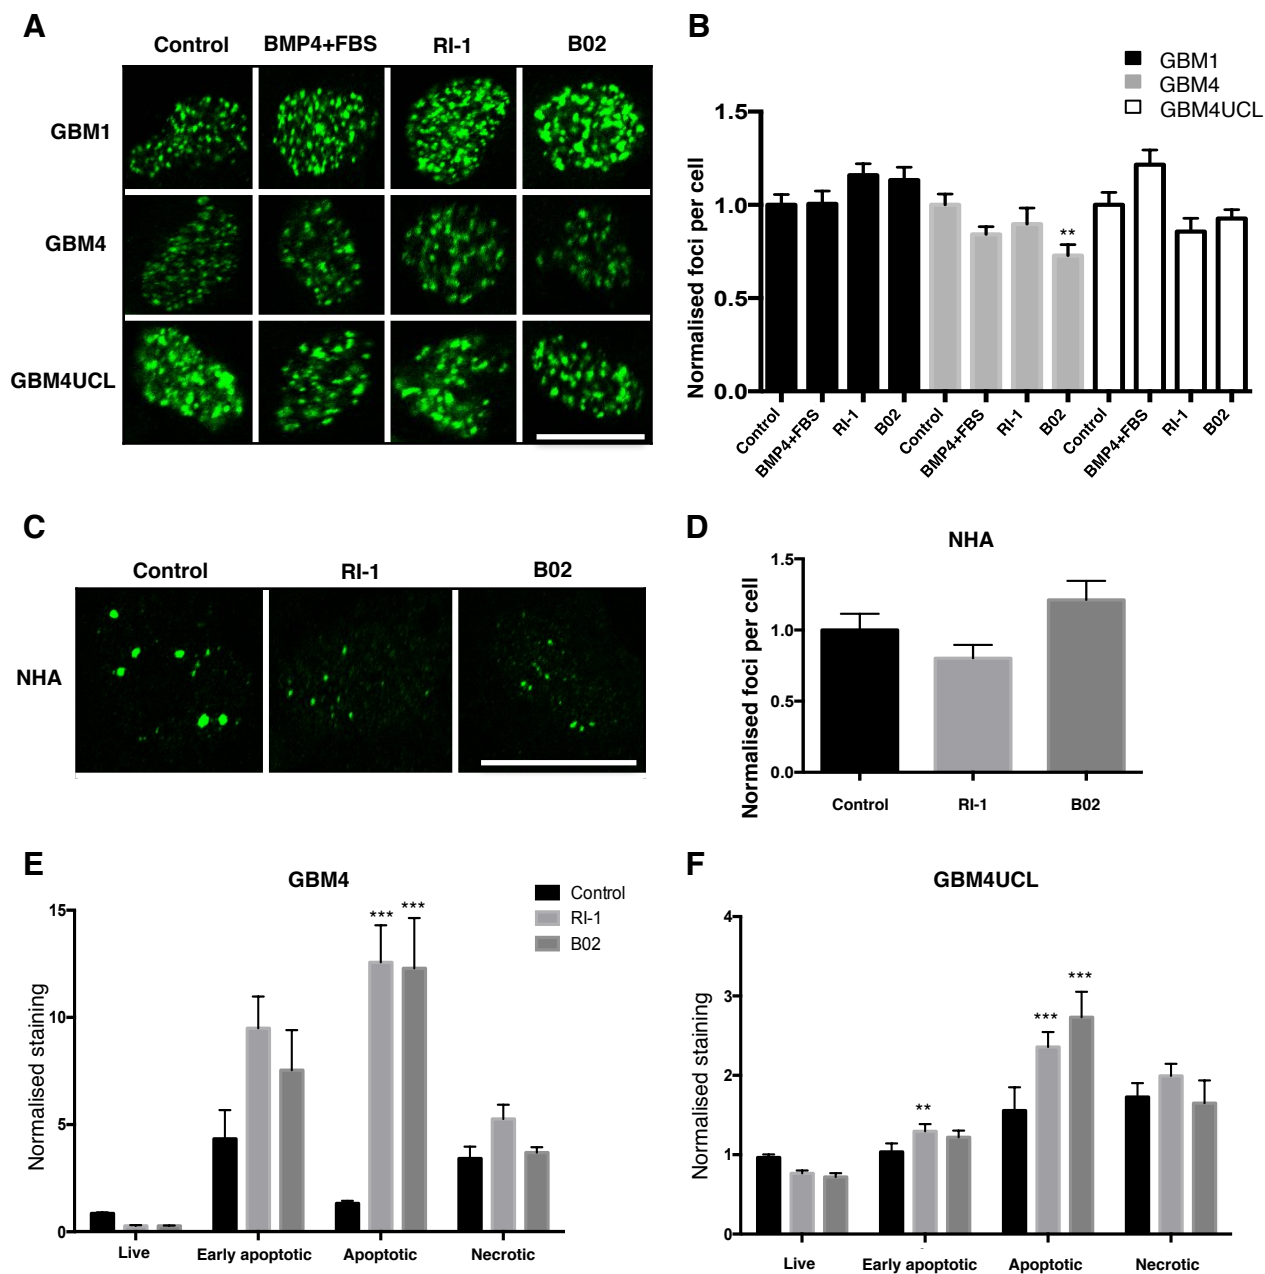 A
Control BMP4+FBS RI-1 B02
GBM1
GBM4
GBM4UCL
B
GBM1
GBM4
GBM4UCL
Normalised foci per cell
1.5
1.0
0.5
0.0
**
Control BMP4+FBS RI-1 B02 Control BMP4+FBS RI-1 B02 Control BMP4+FBS RI-1 B02
C
Control RI-1 B02
NHA
D
NHA
Normalised foci per cell
1.5
1.0
0.5
0.0
Control RI-1 B02
E
GBM4
Control
RI-1
B02
Normalised staining
15
10
5
0
*** ***
Live Early apoptotic Apoptotic Necrotic
F
GBM4UCL
Normalised staining
4
3
2
1
0
** *** ***
Live Early apoptotic Apoptotic Necrotic